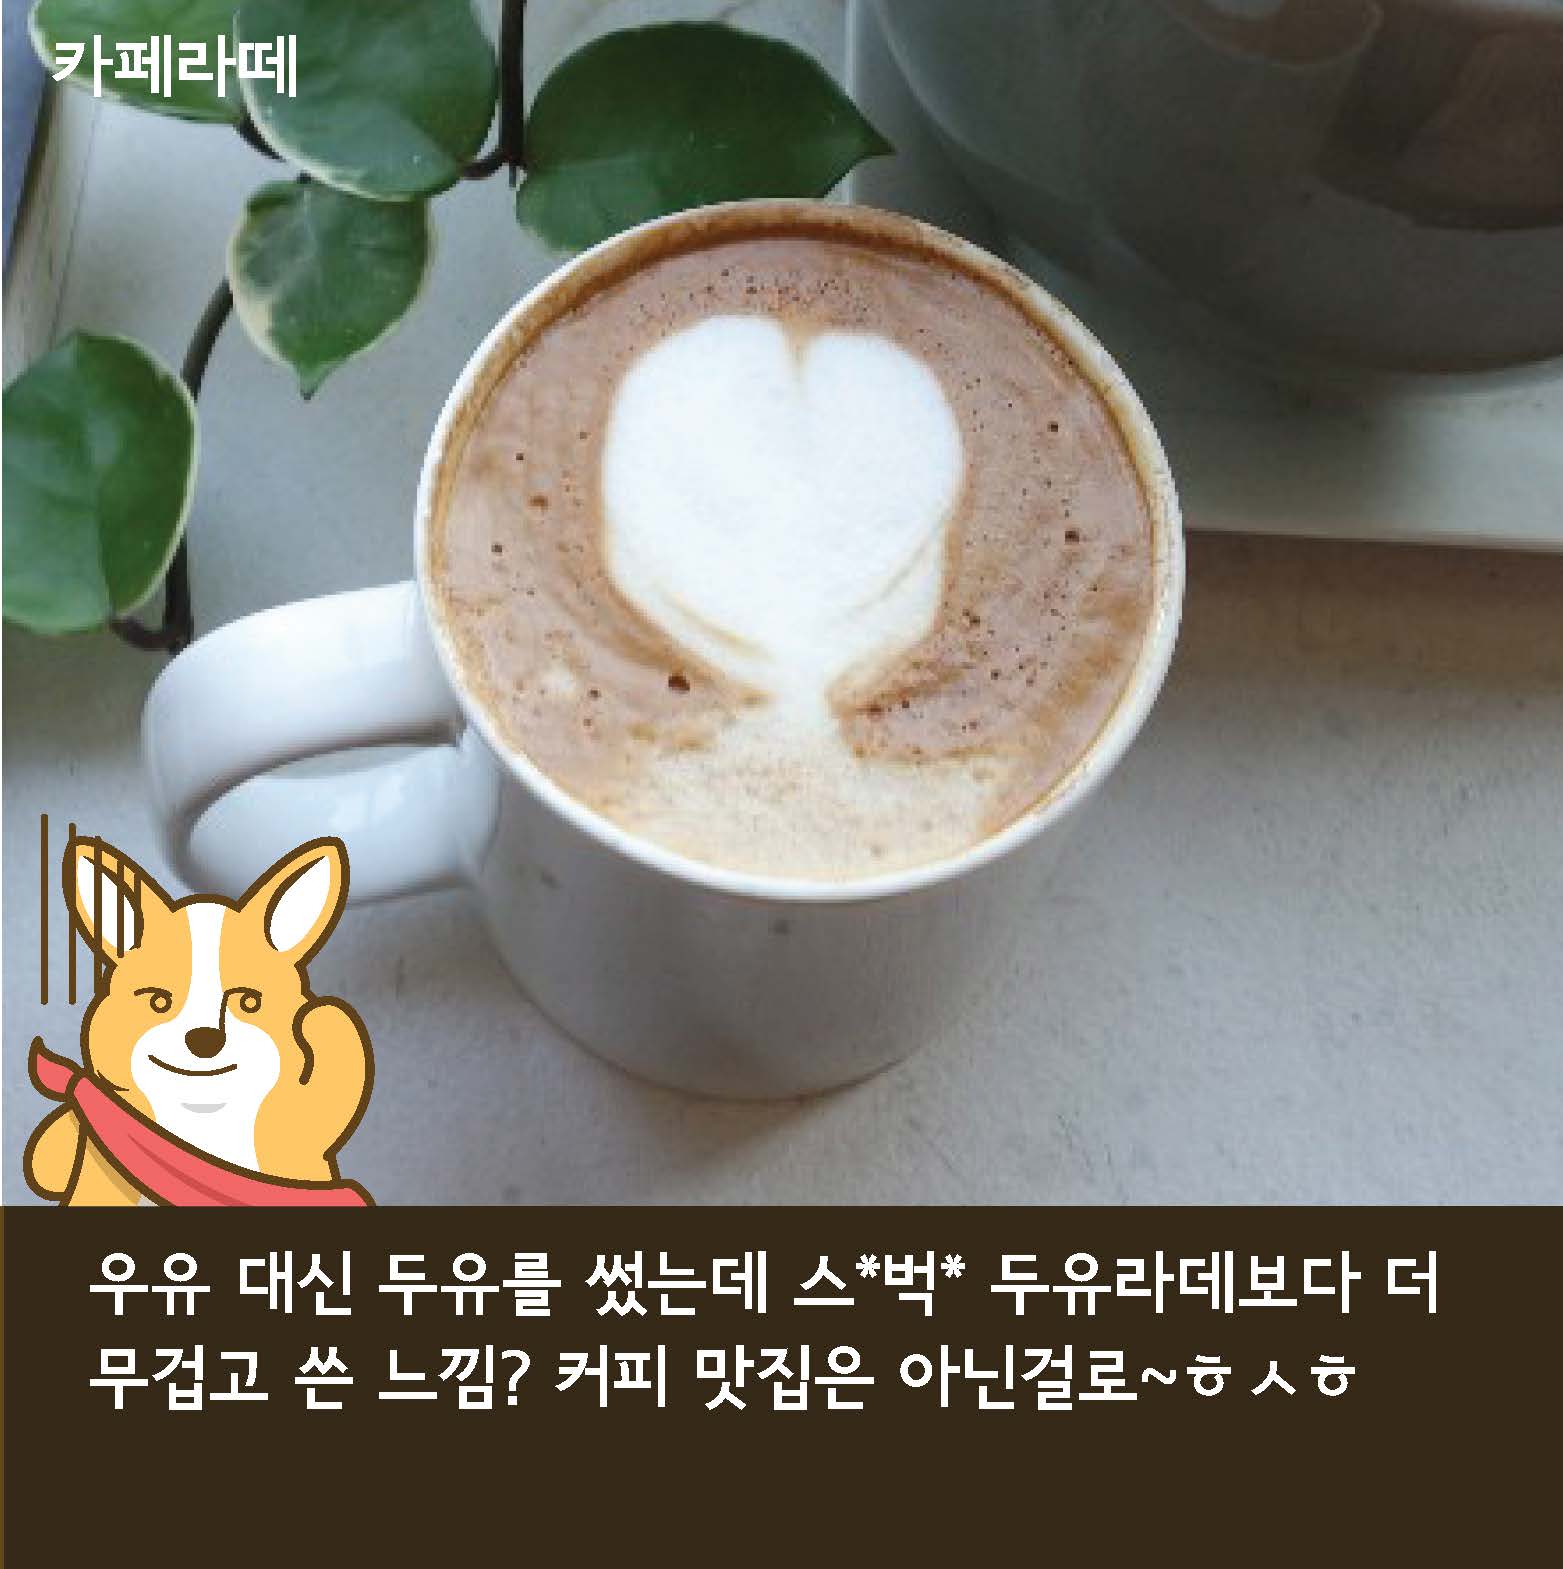 카페라떼
우유 대신 두유를 썼는데 스*벅* 두유라데보다 더
무겁고 쓴 느낌? 커피 맛집은 아닌걸로~ㅎㅅㅎ